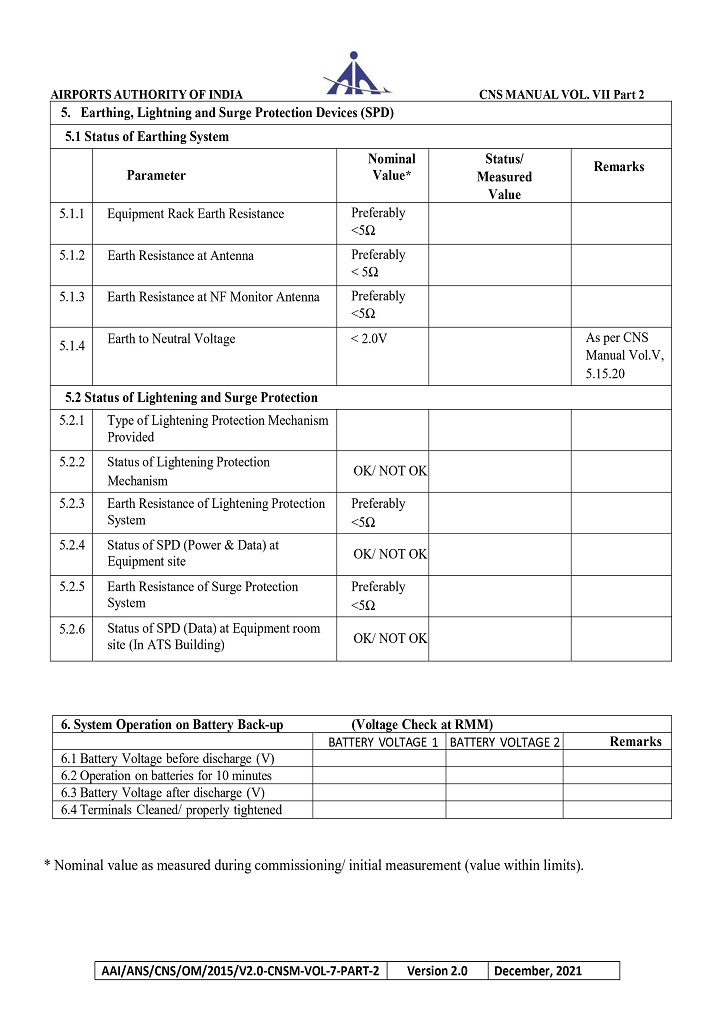 AIRPORTS AUTHORITY OF INDIA CNS MANUAL VOL. VII Part 2
5. Earthing, Lightning and Surge Protection Devices (SPD)
5.1 Status of Earthing System
Parameter Nominal Value* Status/ Measured Value Remarks
5.1.1 Equipment Rack Earth Resistance Preferably <5Ω
5.1.2 Earth Resistance at Antenna Preferably < 5Ω
5.1.3 Earth Resistance at NF Monitor Antenna Preferably <5Ω
5.1.4 Earth to Neutral Voltage < 2.0V As per CNS Manual Vol.V, 5.15.20
5.2 Status of Lightening and Surge Protection
5.2.1 Type of Lightening Protection Mechanism Provided
5.2.2 Status of Lightening Protection Mechanism OK/ NOT OK
5.2.3 Earth Resistance of Lightening Protection System Preferably <5Ω
5.2.4 Status of SPD (Power & Data) at Equipment site OK/ NOT OK
5.2.5 Earth Resistance of Surge Protection System Preferably <5Ω
5.2.6 Status of SPD (Data) at Equipment room site (In ATS Building) OK/ NOT OK
6. System Operation on Battery Back-up (Voltage Check at RMM)
BATTERY VOLTAGE 1 BATTERY VOLTAGE 2 Remarks
6.1 Battery Voltage before discharge (V)
6.2 Operation on batteries for 10 minutes
6.3 Battery Voltage after discharge (V)
6.4 Terminals Cleaned/ properly tightened
* Nominal value as measured during commissioning/ initial measurement (value within limits).
AAI/ANS/CNS/OM/2015/V2.0-CNSM-VOL-7-PART-2 Version 2.0 December, 2021